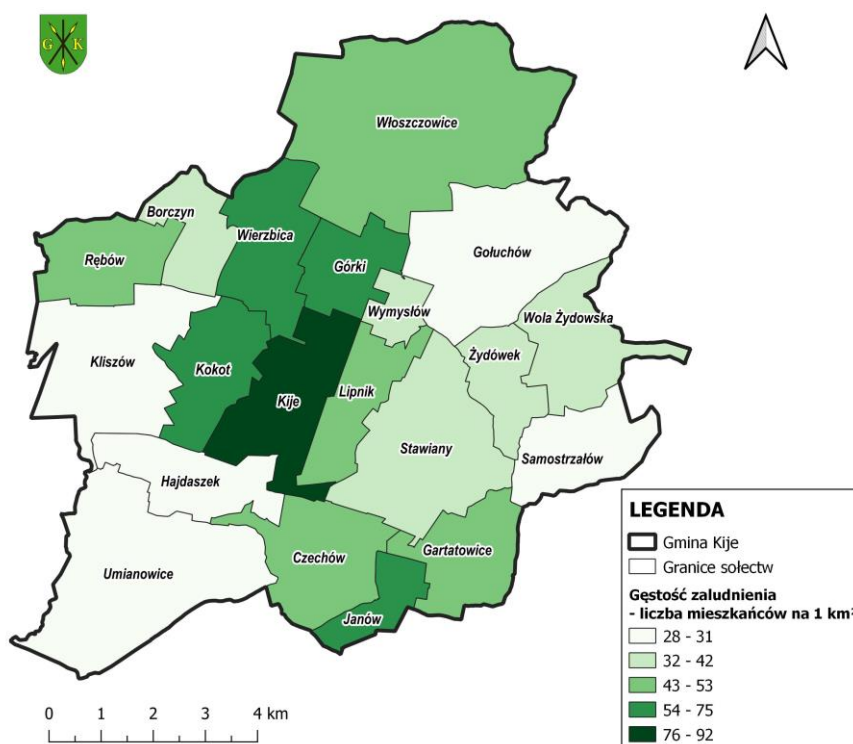 G K
Włoszczowice
Borczyn
Wierzbica
Gołuchów
Rębów
Górki
Wymysłów
Wola Żydowska
Kliszów
Kokot
Żydówek
Kije
Lipnik
Stawiany
Samostrzałów
Hajdaszek
Czechów
Gartatowice
Umianowice
Janów
LEGENDA
Gmina Kije
Granice sołectw
Gęstość zaludnienia
- liczba mieszkańców na 1 km²
28 - 31
32 - 42
43 - 53
54 - 75
76 - 92
0 1 2 3 4 km